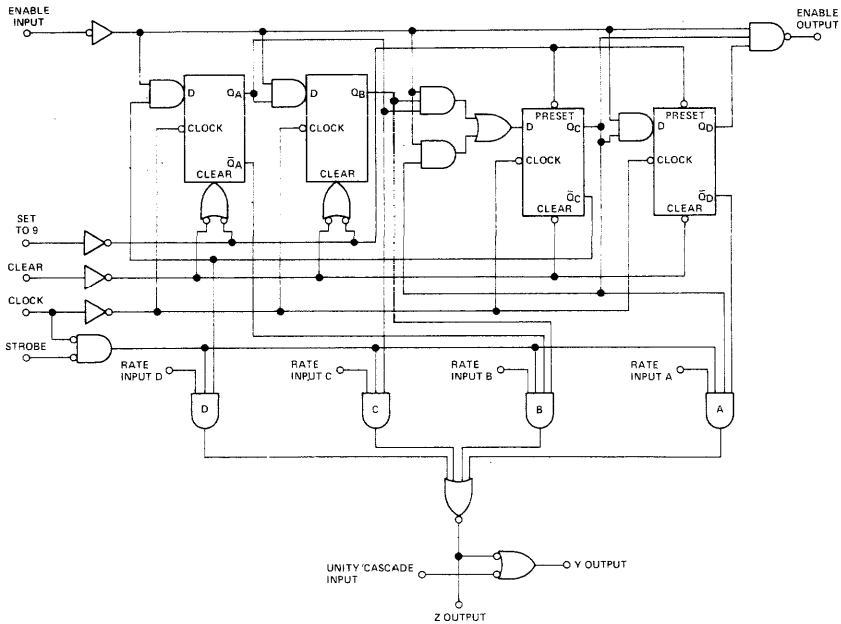 ENABLE
INPUT
ENABLE
OUTPUT
D
QA
CLOCK
Q̅A
CLEAR
D
QB
CLOCK
CLEAR
PRESET
D
QC
CLOCK
Q̅C
CLEAR
PRESET
D
QD
CLOCK
Q̅D
CLEAR
SET
TO 9
CLEAR
CLOCK
STROBE
RATE
INPUT D
RATE
INPUT C
RATE
INPUT B
RATE
INPUT A
D
C
B
A
UNITY/CASCADE
INPUT
Y OUTPUT
Z OUTPUT